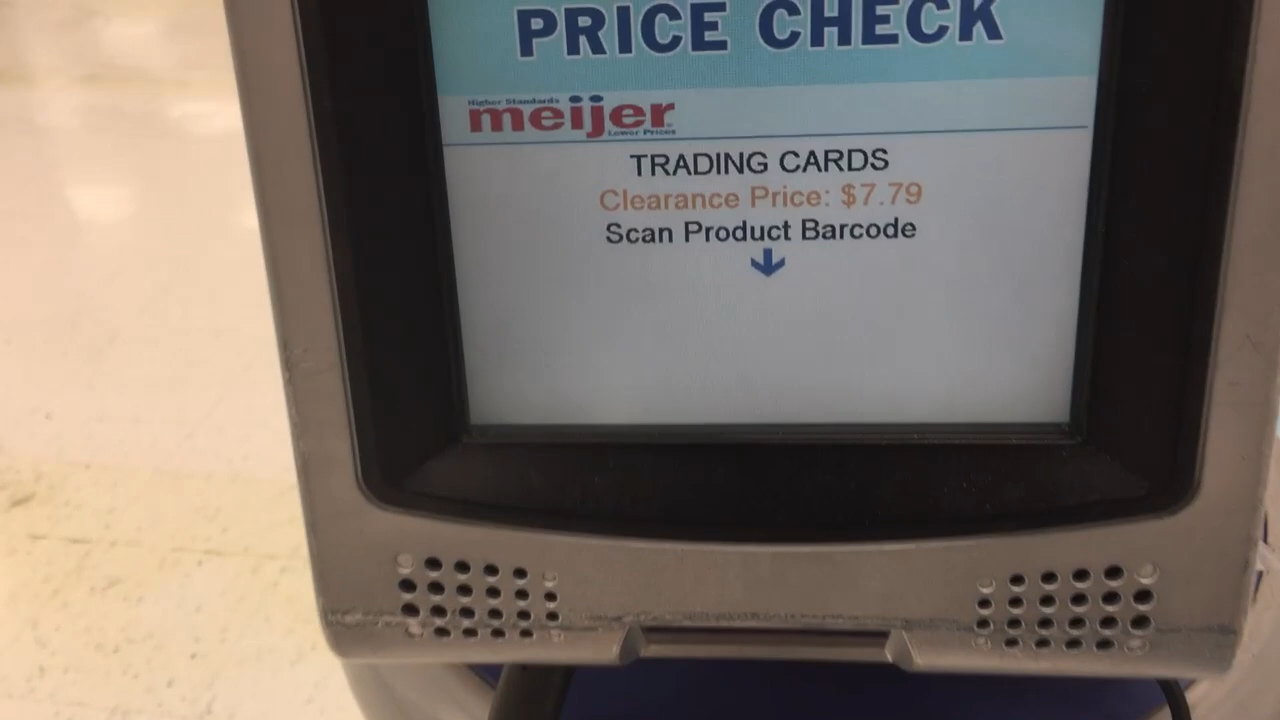 PRICE CHECK
Higher Standards
meijer
Lower Prices
TRADING CARDS
Clearance Price: $7.79
Scan Product Barcode